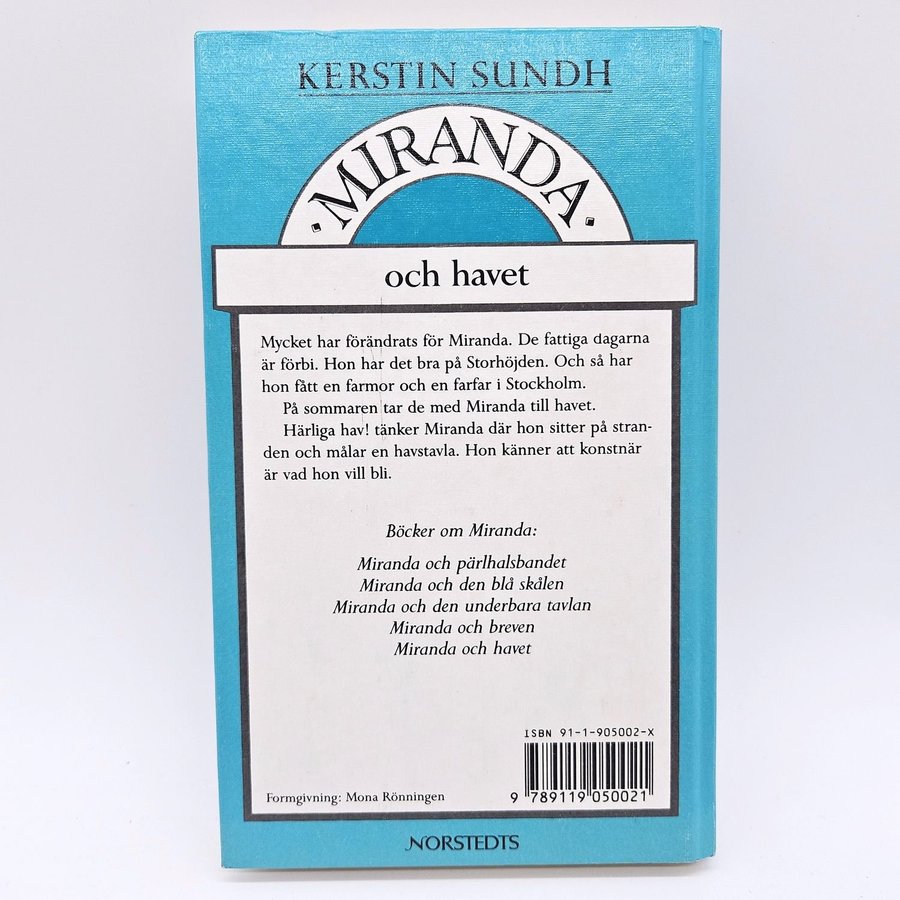 KERSTIN SUNDH
· MIRANDA ·
och havet
Mycket har förändrats för Miranda. De fattiga dagarna
är förbi. Hon har det bra på Storhöjden. Och så har
hon fått en farmor och en farfar i Stockholm.
På sommaren tar de med Miranda till havet.
Härliga hav! tänker Miranda där hon sitter på stran-
den och målar en havstavla. Hon känner att konstnär
är vad hon vill bli.
Böcker om Miranda:
Miranda och pärlhalsbandet
Miranda och den blå skålen
Miranda och den underbara tavlan
Miranda och breven
Miranda och havet
ISBN 91-1-905002-X
9 789119 050021
Formgivning: Mona Rönningen
NORSTEDTS